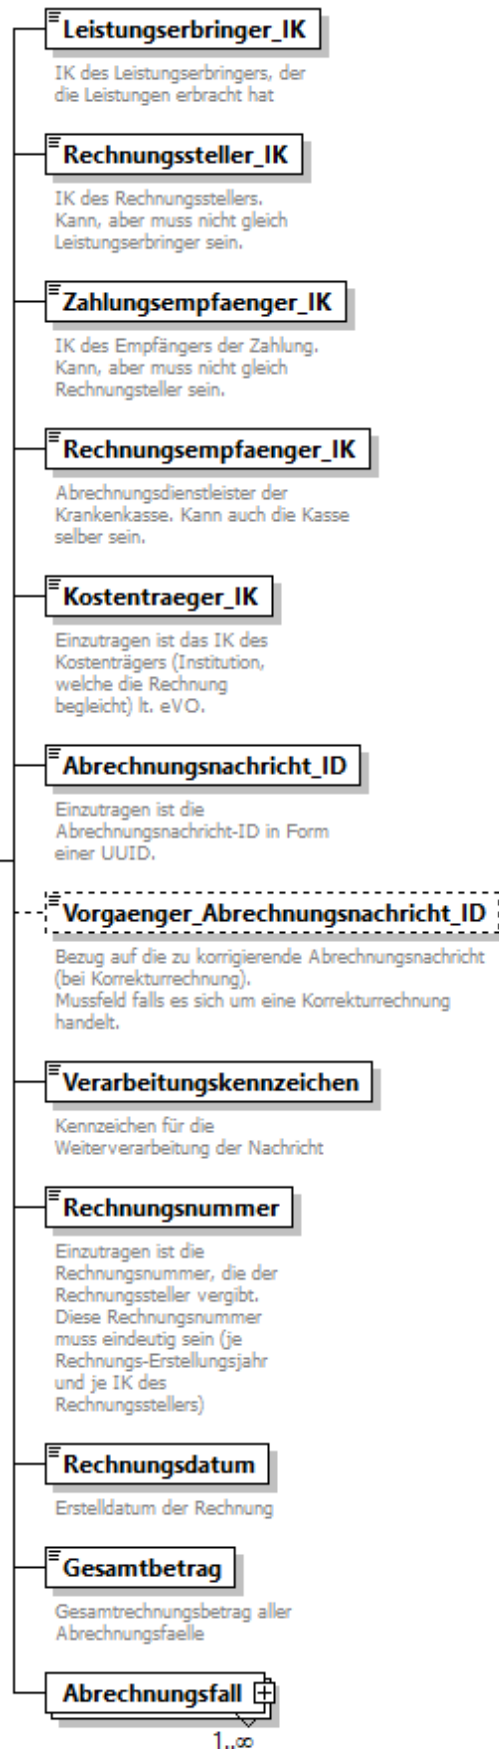 Leistungserbringer_IK
IK des Leistungserbringers, der
die Leistungen erbracht hat
Rechnungssteller_IK
IK des Rechnungsstellers.
Kann, aber muss nicht gleich
Leistungserbringer sein.
Zahlungsempfaenger_IK
IK des Empfängers der Zahlung.
Kann, aber muss nicht gleich
Rechnungsteller sein.
Rechnungsempfaenger_IK
Abrechnungsdienstleister der
Krankenkasse. Kann auch die Kasse
selber sein.
Kostentraeger_IK
Einzutragen ist das IK des
Kostenträgers (Institution,
welche die Rechnung
begleicht) lt. eVO.
Abrechnungsnachricht_ID
Einzutragen ist die
Abrechnungsnachricht-ID in Form
einer UUID.
Vorgaenger_Abrechnungsnachricht_ID
Bezug auf die zu korrigierende Abrechnungsnachricht
(bei Korrekturrechnung).
Mussfeld falls es sich um eine Korrekturrechnung
handelt.
Verarbeitungskennzeichen
Kennzeichen für die
Weiterverarbeitung der Nachricht
Rechnungsnummer
Einzutragen ist die
Rechnungsnummer, die der
Rechnungssteller vergibt.
Diese Rechnungsnummer
muss eindeutig sein (je
Rechnungs-Erstellungsjahr
und je IK des
Rechnungsstellers)
Rechnungsdatum
Erstelldatum der Rechnung
Gesamtbetrag
Gesamtrechnungsbetrag aller
Abrechnungsfaelle
Abrechnungsfall
1..∞